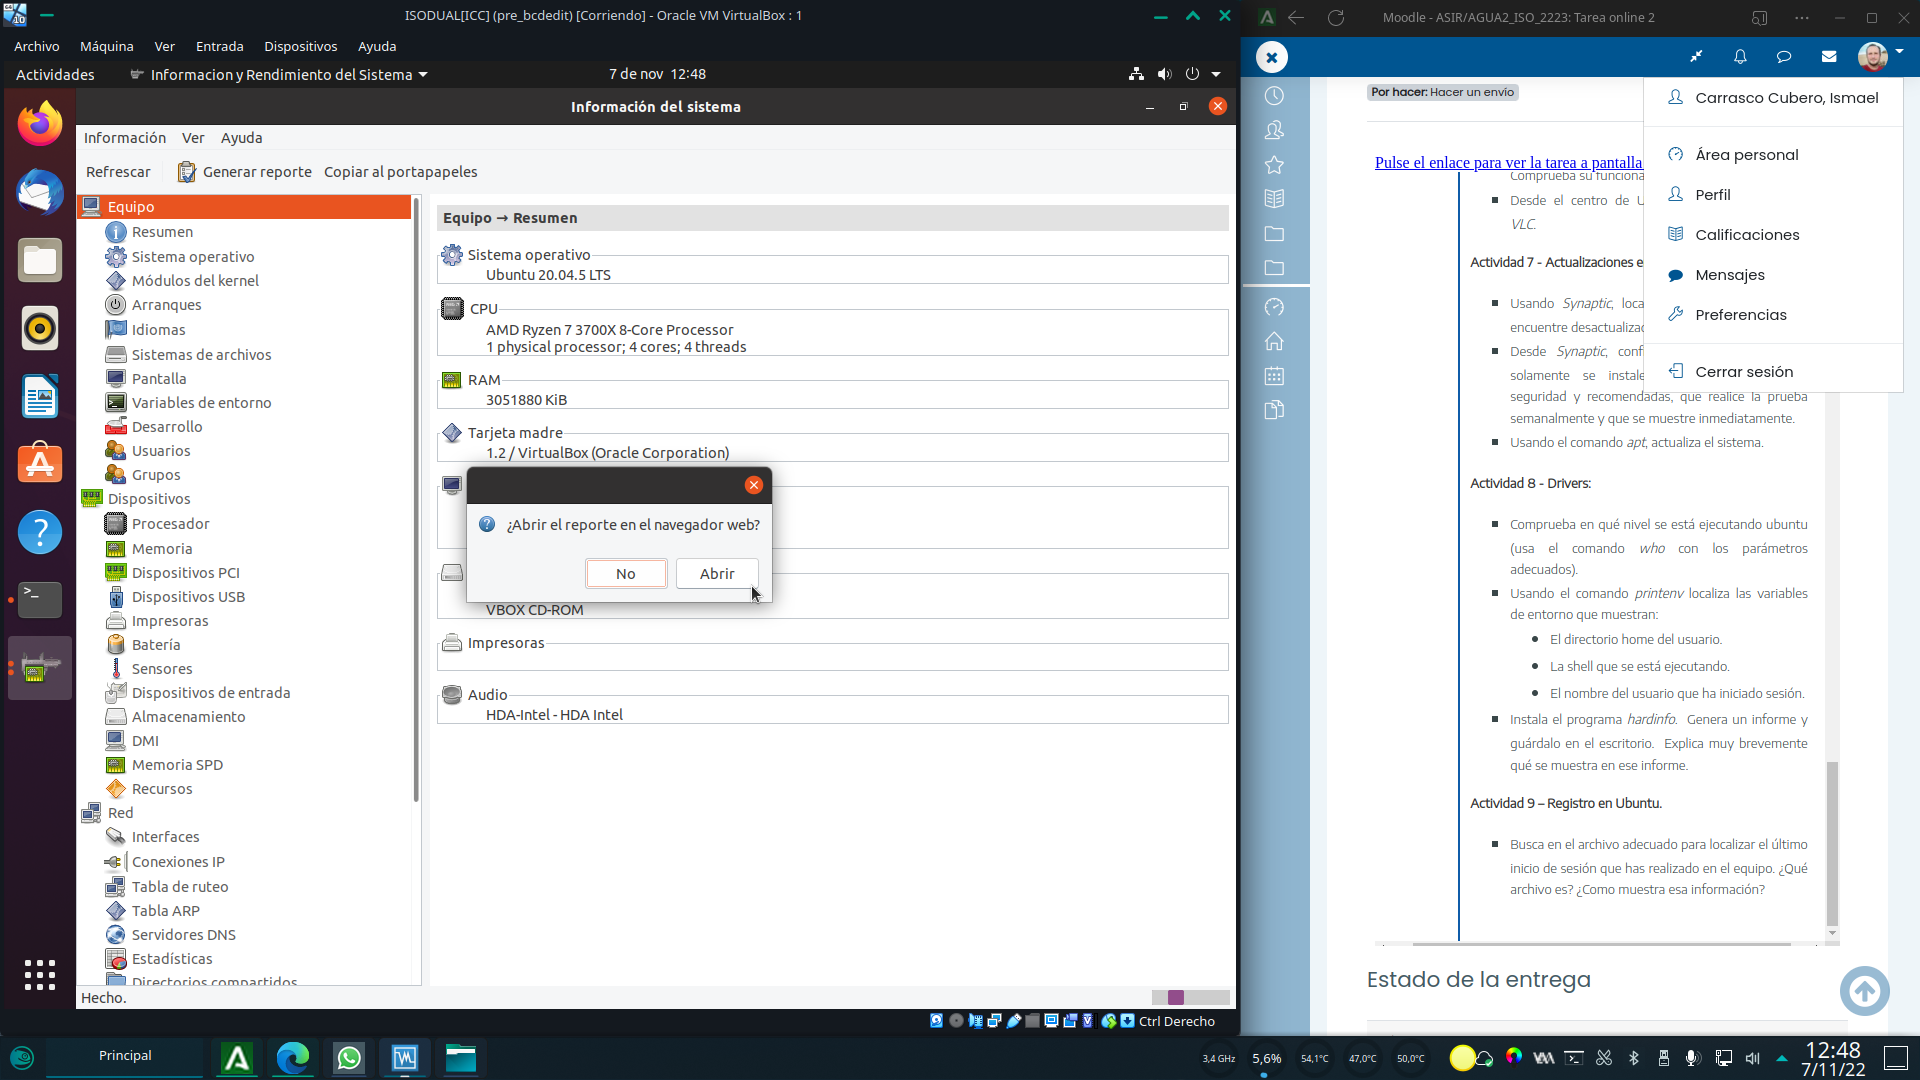 ISODUAL[ICC] (pre_bcdedit) [Corriendo] - Oracle VM VirtualBox : 1
Archivo Máquina Ver Entrada Dispositivos Ayuda
Actividades Informacion y Rendimiento del Sistema 7 de nov 12:48
Información del sistema
Información Ver Ayuda
Refrescar Generar reporte Copiar al portapapeles
Equipo
Resumen
Sistema operativo
Módulos del kernel
Arranques
Idiomas
Sistemas de archivos
Pantalla
Variables de entorno
Desarrollo
Usuarios
Grupos
Dispositivos
Procesador
Memoria
Dispositivos PCI
Dispositivos USB
Impresoras
Batería
Sensores
Dispositivos de entrada
Almacenamiento
DMI
Memoria SPD
Recursos
Red
Interfaces
Conexiones IP
Tabla de ruteo
Tabla ARP
Servidores DNS
Estadísticas
Directorios compartidos
Hecho.
Equipo → Resumen
Sistema operativo
Ubuntu 20.04.5 LTS
CPU
AMD Ryzen 7 3700X 8-Core Processor
1 physical processor; 4 cores; 4 threads
RAM
3051880 KiB
Tarjeta madre
1.2 / VirtualBox (Oracle Corporation)
¿Abrir el reporte en el navegador web?
No Abrir
VBOX CD-ROM
Impresoras
Audio
HDA-Intel - HDA Intel
Ctrl Derecho
Moodle - ASIR/AGUA2_ISO_2223: Tarea online 2
Por hacer: Hacer un envío
Carrasco Cubero, Ismael
Área personal
Perfil
Calificaciones
Mensajes
Preferencias
Cerrar sesión
Pulse el enlace para ver la tarea a pantalla
Comprueba su funciona
Desde el centro de U
VLC.
Actividad 7 - Actualizaciones e
Usando Synaptic, loca
encuentre desactualizad
Desde Synaptic, conf
solamente se instale
seguridad y recomendadas, que realice la prueba
semanalmente y que se muestre inmediatamente.
Usando el comando apt, actualiza el sistema.
Actividad 8 - Drivers:
Comprueba en qué nivel se está ejecutando ubuntu
(usa el comando who con los parámetros
adecuados).
Usando el comando printenv localiza las variables
de entorno que muestran:
El directorio home del usuario.
La shell que se está ejecutando.
El nombre del usuario que ha iniciado sesión.
Instala el programa hardinfo. Genera un informe y
guárdalo en el escritorio. Explica muy brevemente
qué se muestra en ese informe.
Actividad 9 – Registro en Ubuntu.
Busca en el archivo adecuado para localizar el último
inicio de sesión que has realizado en el equipo. ¿Qué
archivo es? ¿Como muestra esa información?
Estado de la entrega
Principal
3,4 GHz 5,6% 54,1°C 47,0°C 50,0°C
12:48
7/11/22